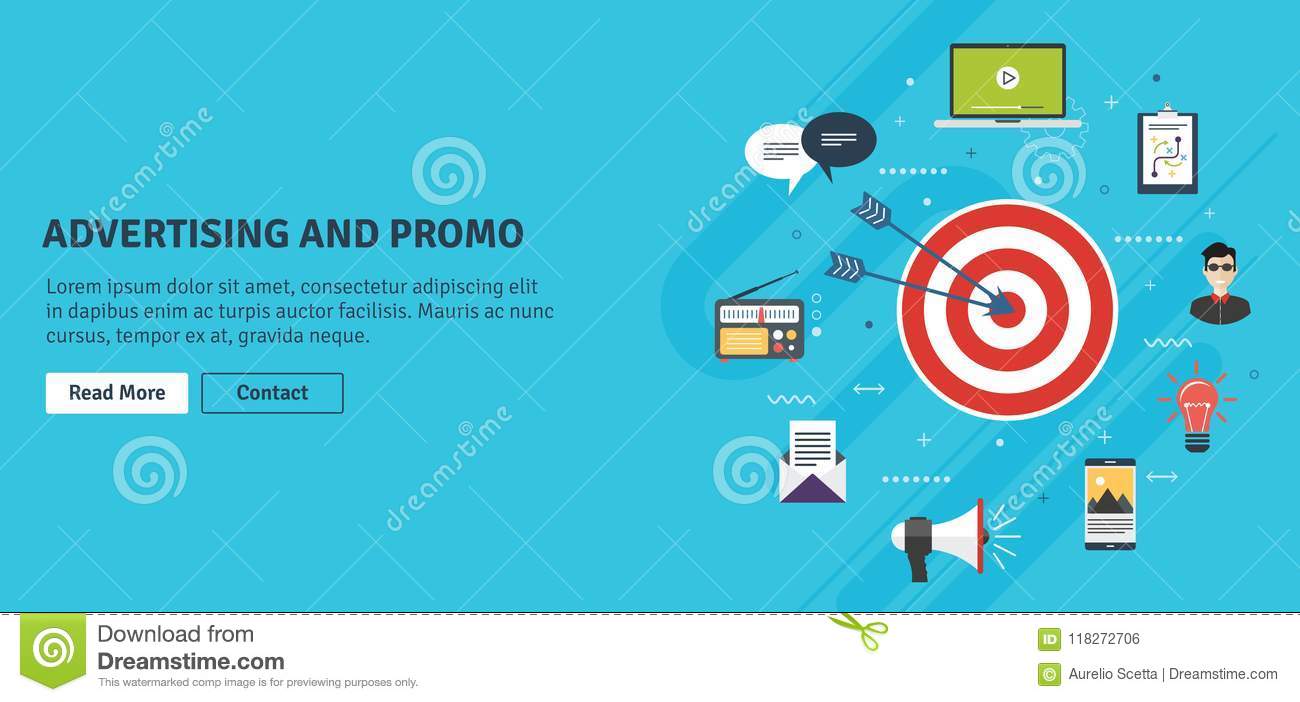 ADVERTISING AND PROMO
Lorem ipsum dolor sit amet, consectetur adipiscing elit
in dapibus enim ac turpis auctor facilisis. Mauris ac nunc
cursus, tempor ex at, gravida neque.
Read More
Contact
dreamstime
dreamstime
dreamstime
dreamstime
Download from
Dreamstime.com
This watermarked comp image is for previewing purposes only.
ID 118272706
© Aurelio Scetta | Dreamstime.com